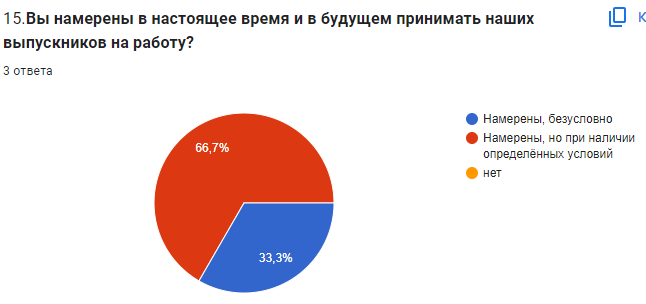 15.Вы намерены в настоящее время и в будущем принимать наших
выпускников на работу?
К
3 ответа
66,7%
33,3%
Намерены, безусловно
Намерены, но при наличии
определённых условий
нет